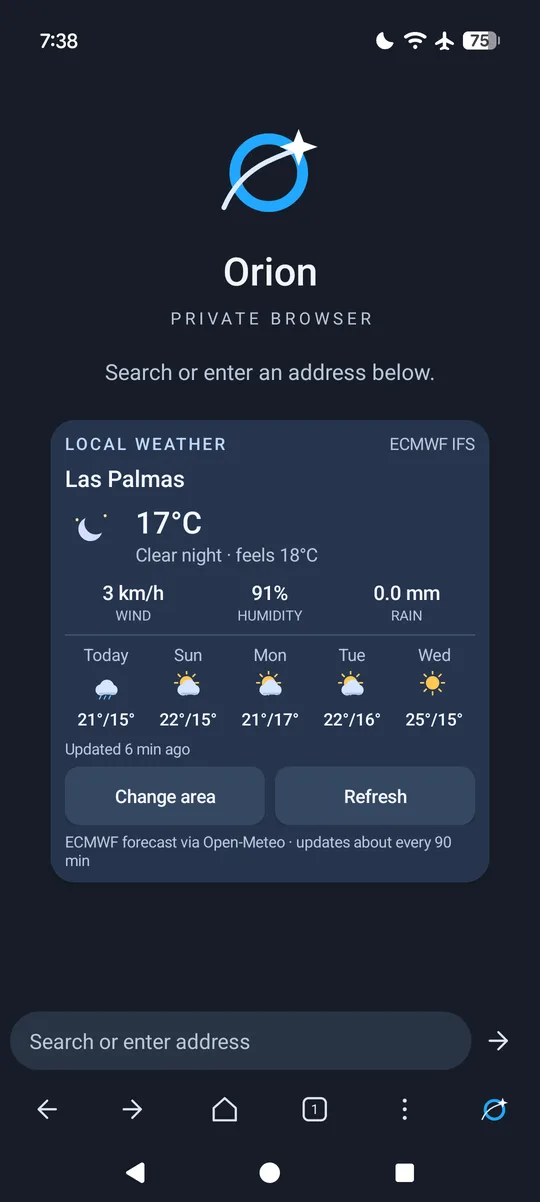 7:38
75
Orion
PRIVATE BROWSER
Search or enter an address below.
LOCAL WEATHER ECMWF IFS
Las Palmas
17°C
Clear night · feels 18°C
3 km/h 91% 0.0 mm
WIND HUMIDITY RAIN
Today Sun Mon Tue Wed
21°/15° 22°/15° 21°/17° 22°/16° 25°/15°
Updated 6 min ago
Change area Refresh
ECMWF forecast via Open-Meteo · updates about every 90
min
Search or enter address
1